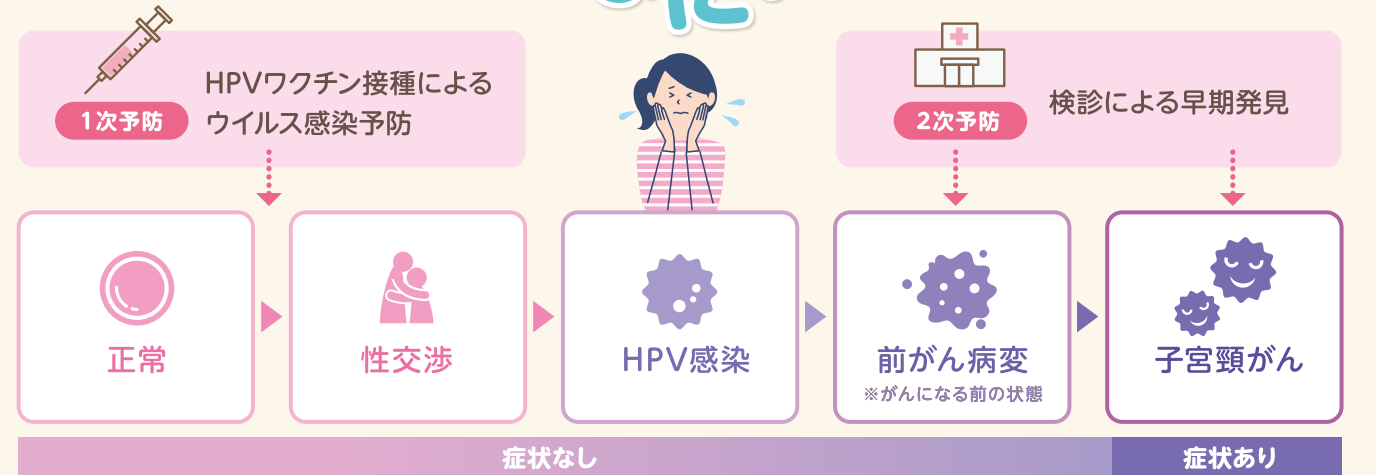 HPVワクチン接種による
ウイルス感染予防
1次予防
検診による早期発見
2次予防
正常
性交渉
HPV感染
前がん病変
※がんになる前の状態
子宮頸がん
症状なし
症状あり